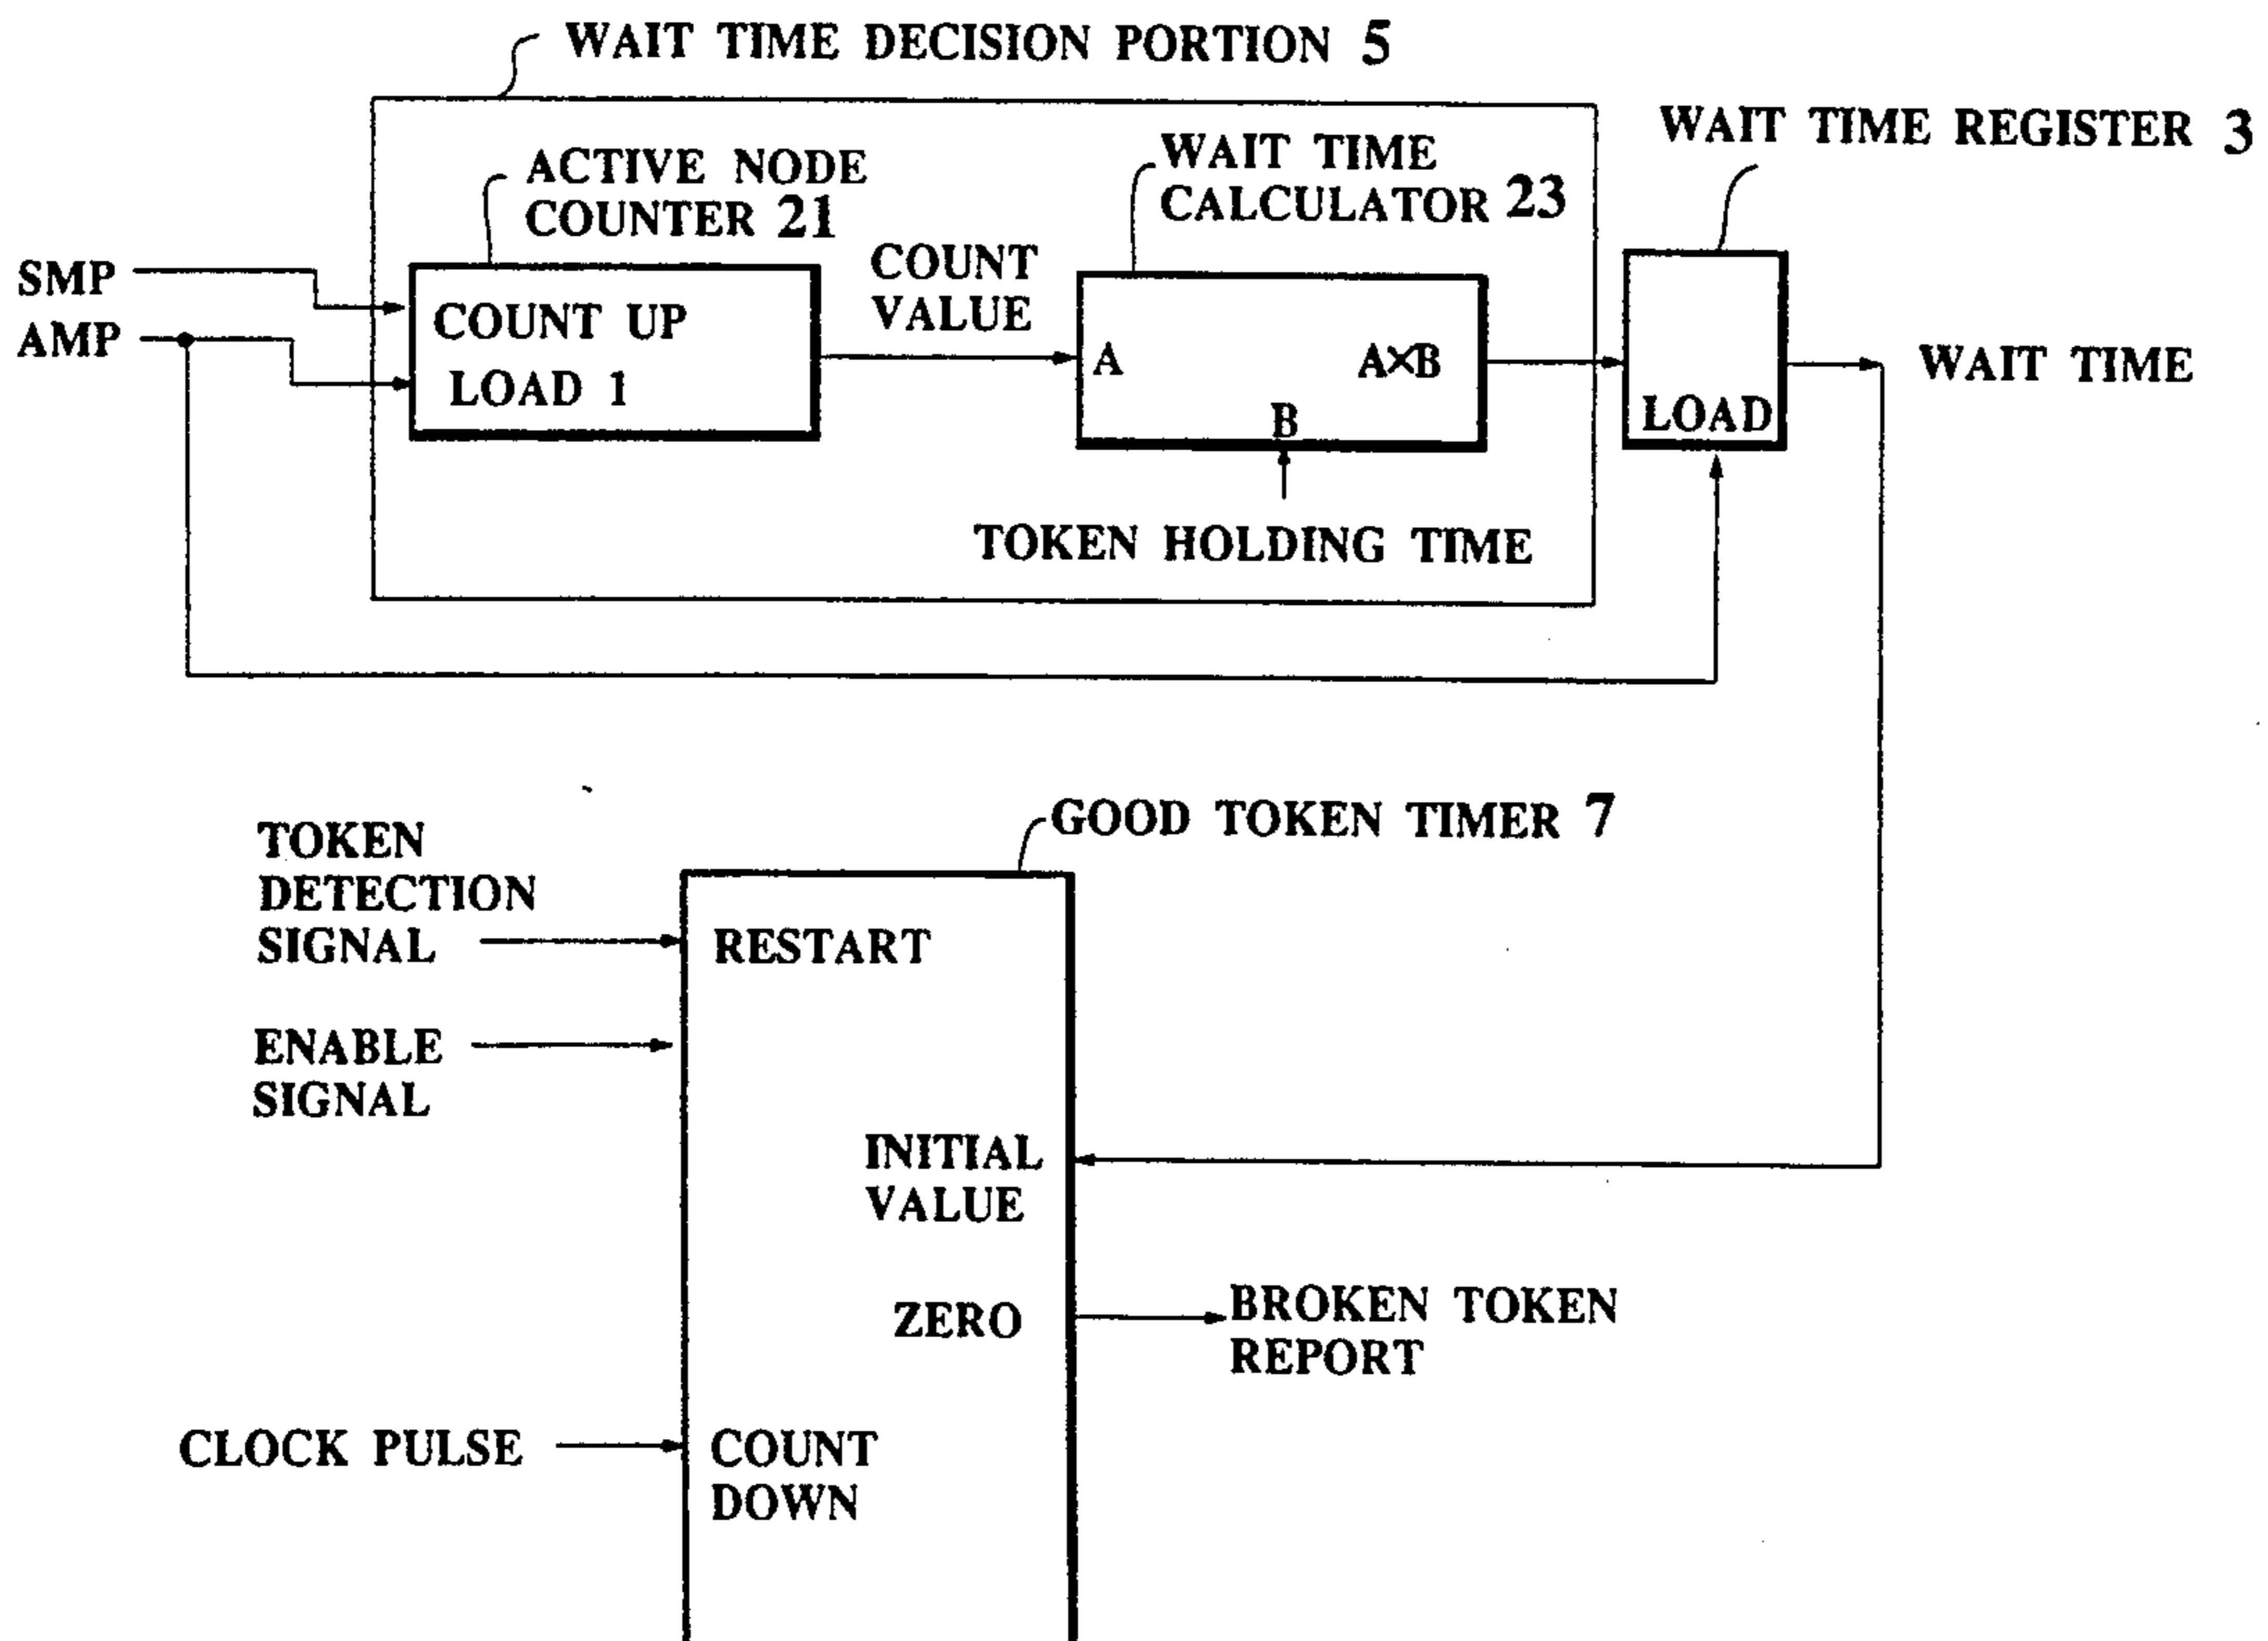 WAIT TIME DECISION PORTION 5
WAIT TIME REGISTER 3
ACTIVE NODE
COUNTER 21
WAIT TIME
CALCULATOR 23
SMP
AMP
COUNT UP
LOAD 1
COUNT
VALUE
A
A×B
B
LOAD
WAIT TIME
TOKEN HOLDING TIME
GOOD TOKEN TIMER 7
TOKEN
DETECTION
SIGNAL
RESTART
ENABLE
SIGNAL
INITIAL
VALUE
ZERO
BROKEN TOKEN
REPORT
CLOCK PULSE
COUNT
DOWN